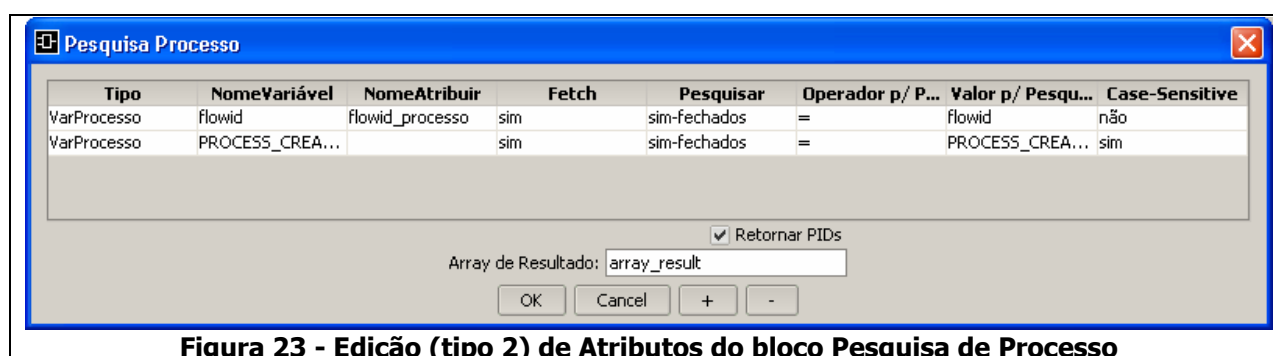 Pesquisa Processo
Tipo NomeVariável NomeAtribuir Fetch Pesquisar Operador p/ P... Valor p/ Pesqu... Case-Sensitive
VarProcesso flowid flowid_processo sim sim-fechados = flowid não
VarProcesso PROCESS_CREA... sim sim-fechados = PROCESS_CREA... sim
Retornar PIDs
Array de Resultado: array_result
OK Cancel + -
Figura 23 - Edição (tipo 2) de Atributos do bloco Pesquisa de Processo